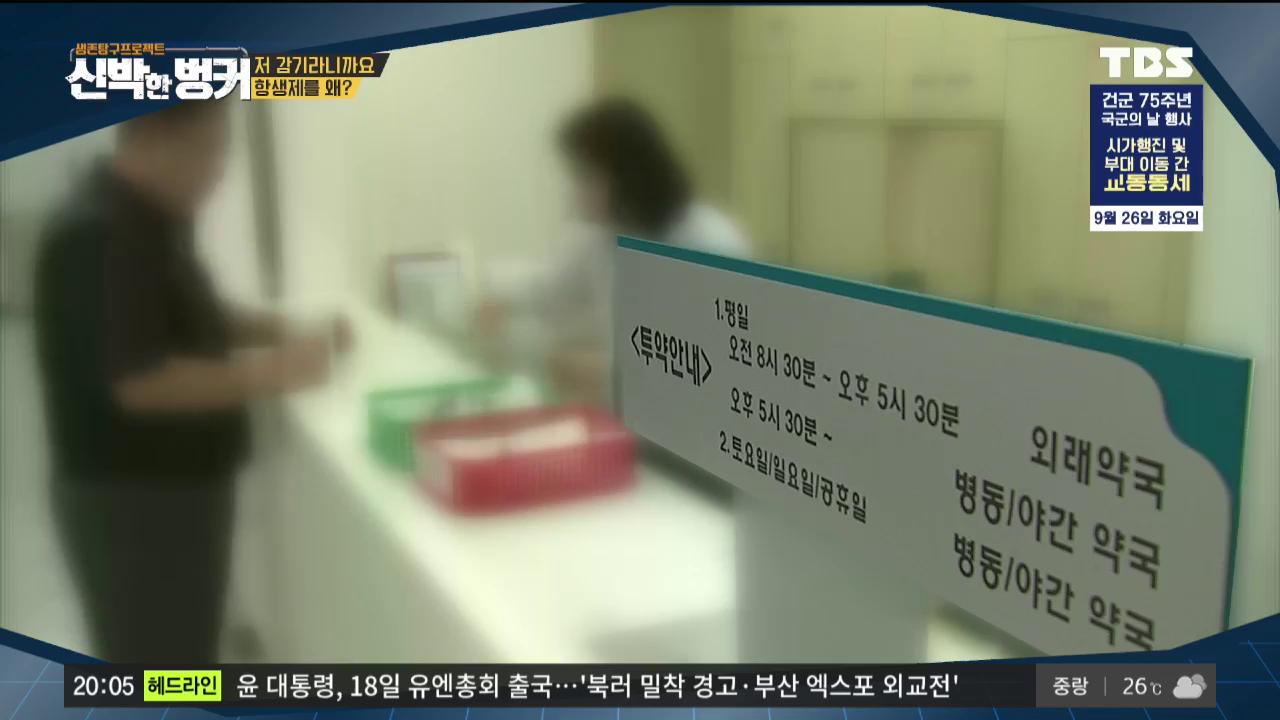 생존탐구프로젝트
신박한 벙커
저 감기라니까요
항생제를 왜?
TBS
건군 75주년
국군의 날 행사
시가행진 및
부대 이동 간
교통통제
9월 26일 화요일
<투약안내>
1.평일
오전 8시 30분 ~ 오후 5시 30분 외래약국
오후 5시 30분 ~ 병동/야간 약국
2.토요일/일요일/공휴일 병동/야간 약국
20:05 헤드라인 윤 대통령, 18일 유엔총회 출국…'북러 밀착 경고·부산 엑스포 외교전' 중랑 26℃